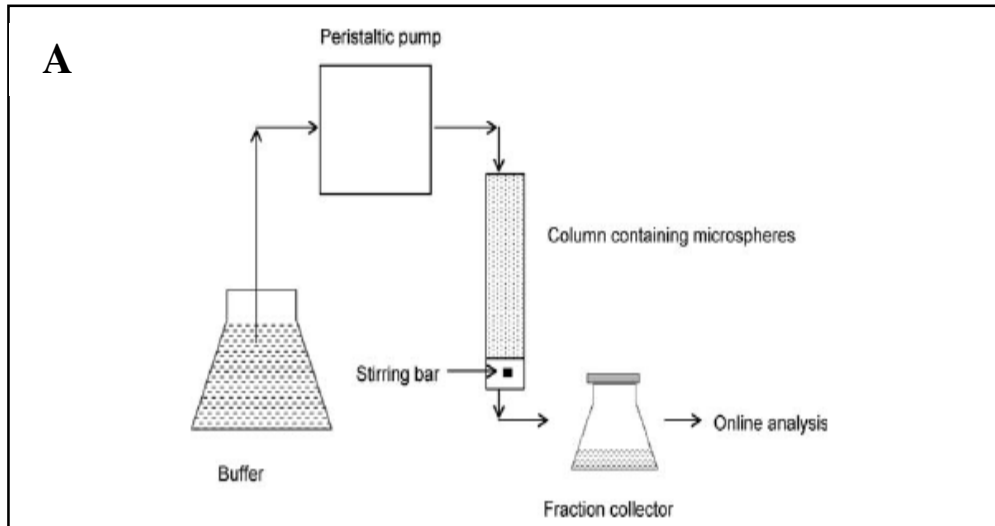 A
Peristaltic pump
Column containing microspheres
Stirring bar
Online analysis
Buffer
Fraction collector